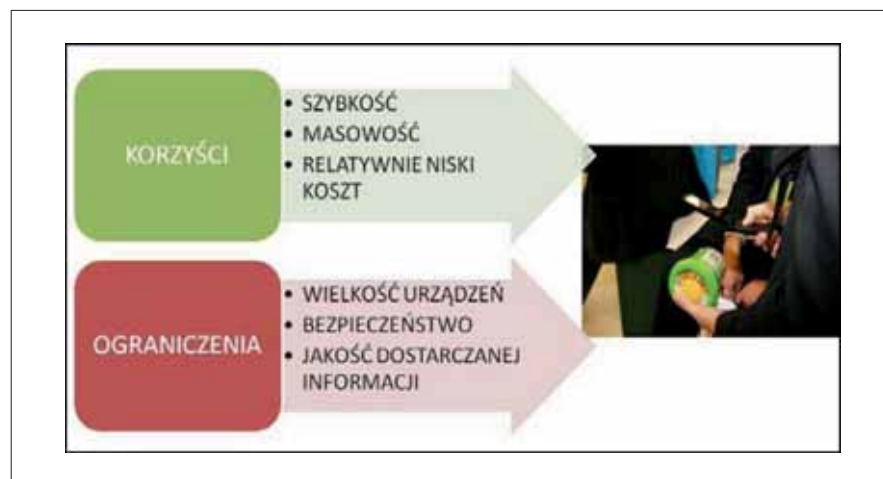 KORZYŚCI
• SZYBKOŚĆ
• MASOWOŚĆ
• RELATYWNIE NISKI
KOSZT
OGRANICZENIA
• WIELKOŚĆ URZĄDZEŃ
• BEZPIECZEŃSTWO
• JAKOŚĆ DOSTARCZANEJ
INFORMACJI